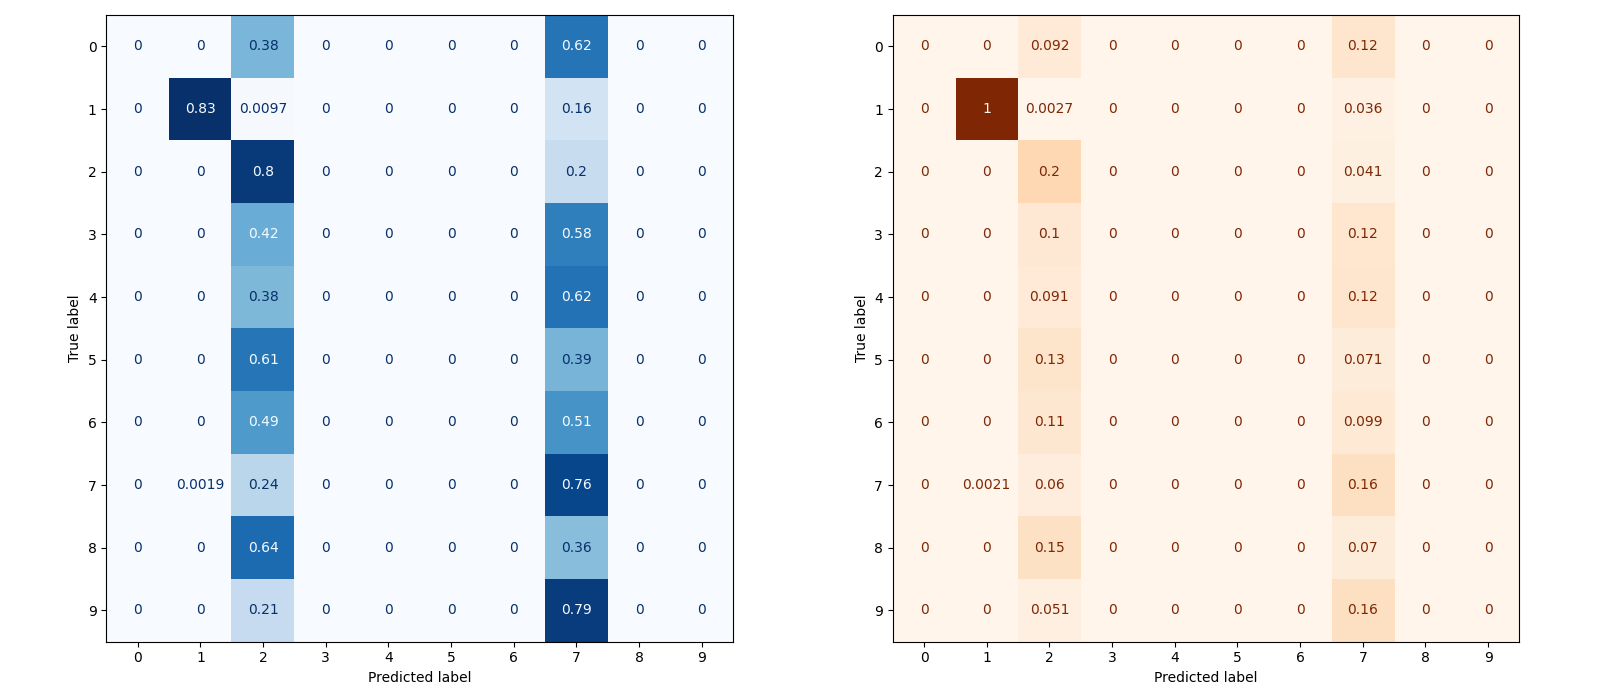 0 0 0 0.38 0 0 0 0 0.62 0 0
1 0 0.83 0.0097 0 0 0 0 0.16 0 0
2 0 0 0.8 0 0 0 0 0.2 0 0
3 0 0 0.42 0 0 0 0 0.58 0 0
4 0 0 0.38 0 0 0 0 0.62 0 0
5 0 0 0.61 0 0 0 0 0.39 0 0
6 0 0 0.49 0 0 0 0 0.51 0 0
7 0 0.0019 0.24 0 0 0 0 0.76 0 0
8 0 0 0.64 0 0 0 0 0.36 0 0
9 0 0 0.21 0 0 0 0 0.79 0 0
0 1 2 3 4 5 6 7 8 9
Predicted label
True label
0 0 0 0.092 0 0 0 0 0.12 0 0
1 0 1 0.0027 0 0 0 0 0.036 0 0
2 0 0 0.2 0 0 0 0 0.041 0 0
3 0 0 0.1 0 0 0 0 0.12 0 0
4 0 0 0.091 0 0 0 0 0.12 0 0
5 0 0 0.13 0 0 0 0 0.071 0 0
6 0 0 0.11 0 0 0 0 0.099 0 0
7 0 0.0021 0.06 0 0 0 0 0.16 0 0
8 0 0 0.15 0 0 0 0 0.07 0 0
9 0 0 0.051 0 0 0 0 0.16 0 0
0 1 2 3 4 5 6 7 8 9
Predicted label
True label